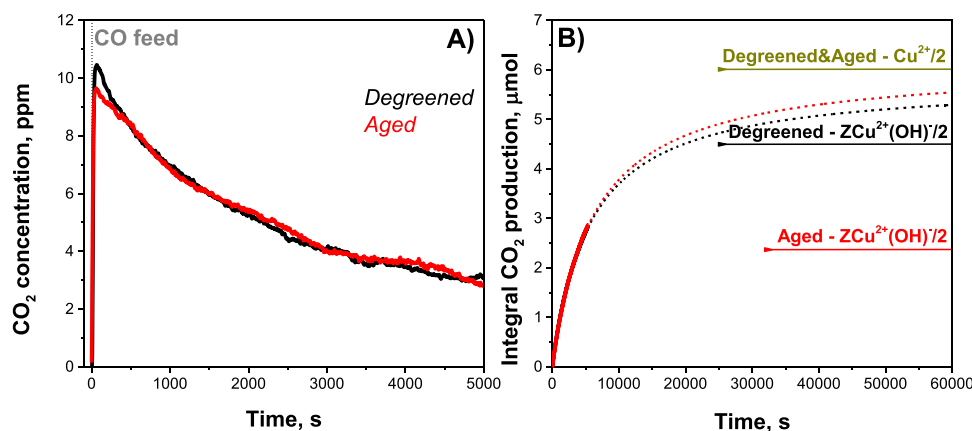 A)
CO feed
Degreened
Aged
CO₂ concentration, ppm
12
10
8
6
4
2
0
0 1000 2000 3000 4000 5000
Time, s
B)
Degreened&Aged - Cu²⁺/2
Degreened - ZCu²⁺(OH)⁻/2
Aged - ZCu²⁺(OH)⁻/2
Integral CO₂ production, μmol
7
6
5
4
3
2
1
0
0 10000 20000 30000 40000 50000 60000
Time, s